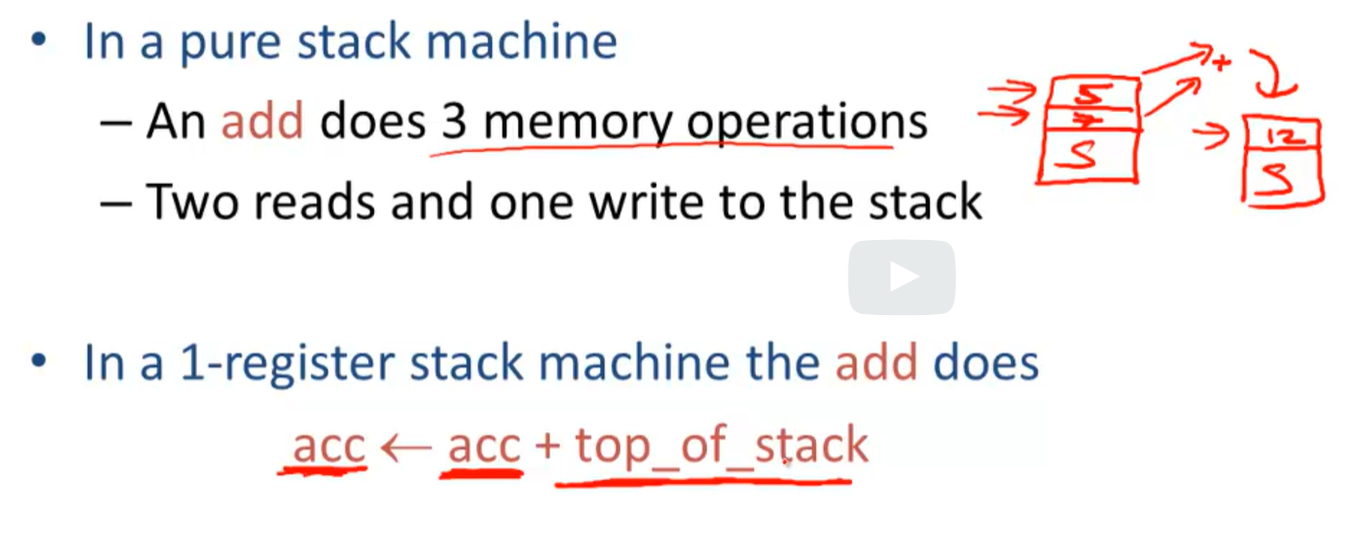 • In a pure stack machine
– An add does 3 memory operations
– Two reads and one write to the stack
5
7
S
+
12
S
• In a 1-register stack machine the add does
acc ← acc + top_of_stack